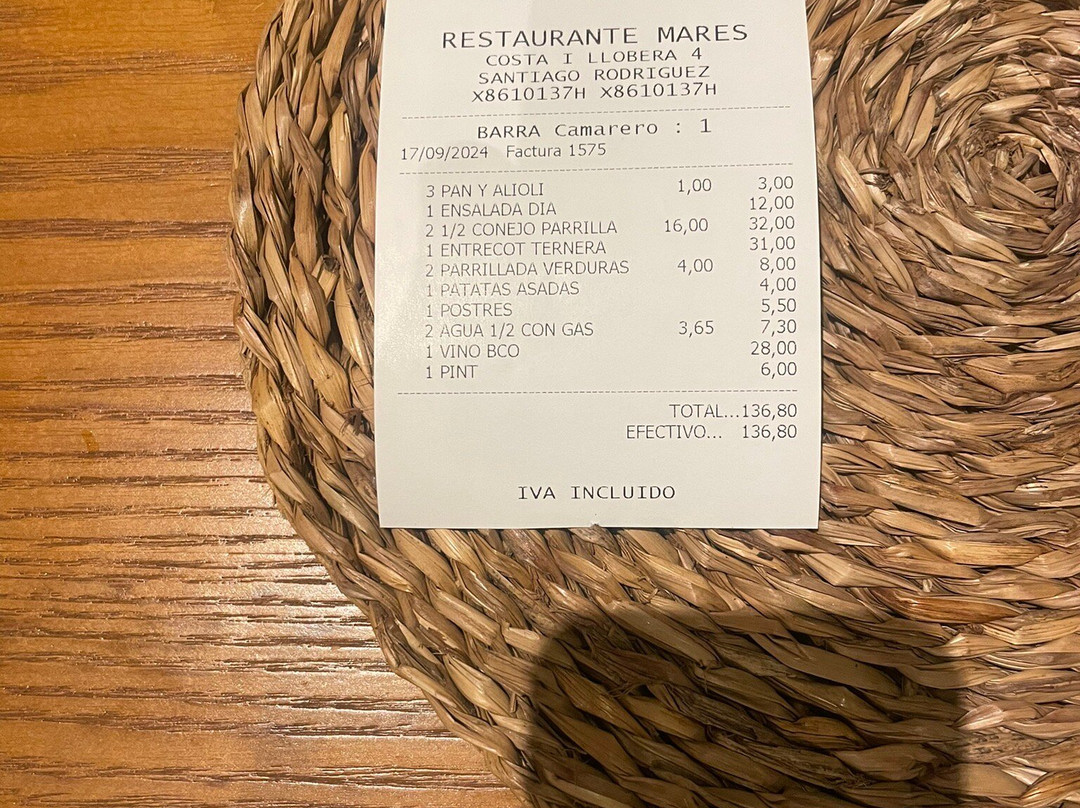 RESTAURANTE MARES
COSTA I LLOBERA 4
SANTIAGO RODRIGUEZ
X8610137H X8610137H
BARRA Camarero : 1
17/09/2024 Factura 1575
3 PAN Y ALIOLI 1,00 3,00
1 ENSALADA DIA 12,00
2 1/2 CONEJO PARRILLA 16,00 32,00
1 ENTRECOT TERNERA 31,00
2 PARRILLADA VERDURAS 4,00 8,00
1 PATATAS ASADAS 4,00
1 POSTRES 5,50
2 AGUA 1/2 CON GAS 3,65 7,30
1 VINO BCO 28,00
1 PINT 6,00
TOTAL...136,80
EFECTIVO... 136,80
IVA INCLUIDO